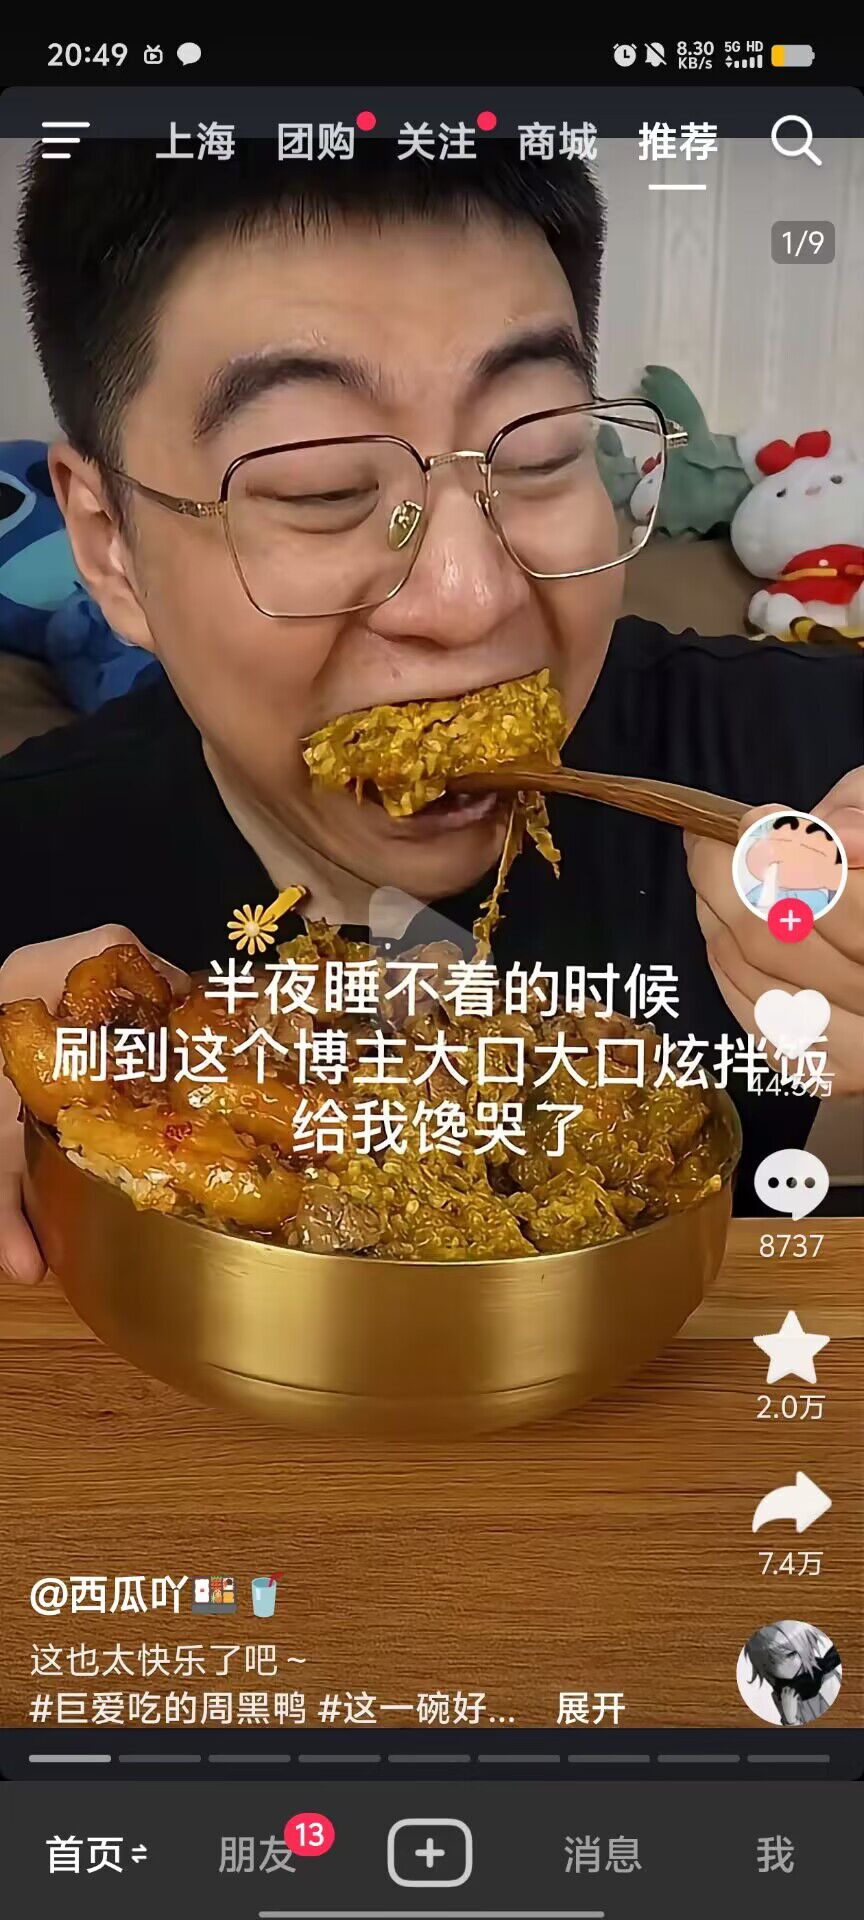 20:49
8.30 KB/s 5G HD
上海 团购 关注 商城 推荐
1/9
半夜睡不着的时候
刷到这个博主大口大口炫拌饭
给我馋哭了
44.5万
8737
2.0万
7.4万
@西瓜吖
这也太快乐了吧～
#巨爱吃的周黑鸭 #这一碗好... 展开
首页 朋友 13 消息 我